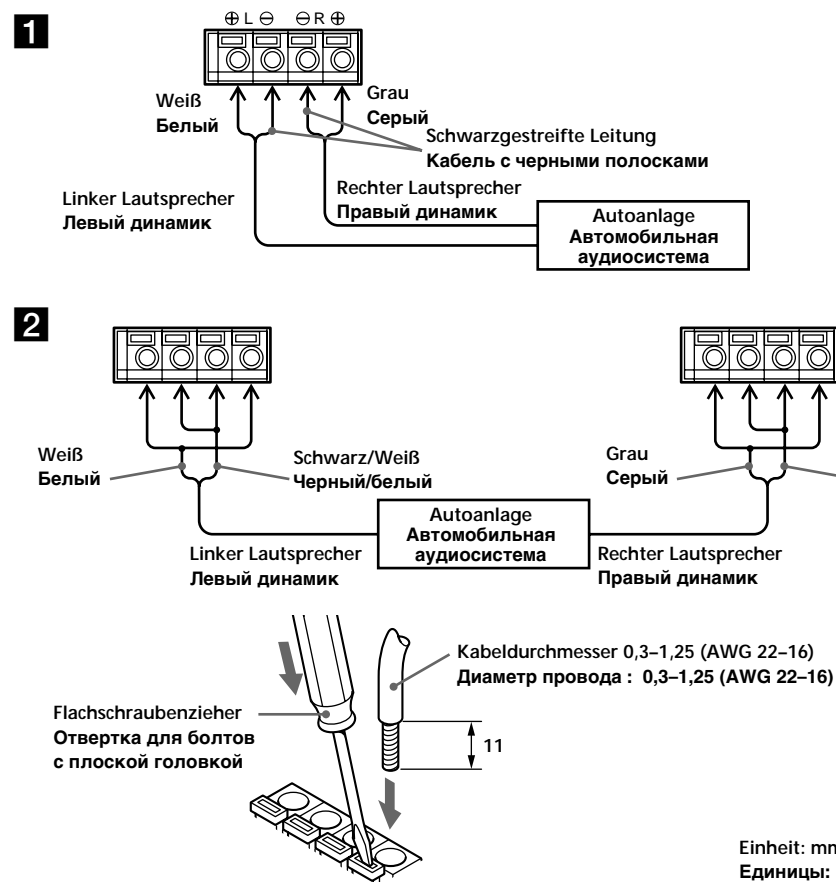 1
⊕ L ⊖ ⊖ R ⊕
Weiß
Белый
Grau
Серый
Schwarzgestreifte Leitung
Кабель с черными полосками
Linker Lautsprecher
Левый динамик
Rechter Lautsprecher
Правый динамик
Autoanlage
Автомобильная
аудиосистема
2
Weiß
Белый
Schwarz/Weiß
Черный/белый
Grau
Серый
Autoanlage
Автомобильная
аудиосистема
Linker Lautsprecher
Левый динамик
Rechter Lautsprecher
Правый динамик
Kabeldurchmesser 0,3–1,25 (AWG 22–16)
Диаметр провода : 0,3–1,25 (AWG 22–16)
Flachschraubenzieher
Отвертка для болтов
с плоской головкой
11
Einheit:
Единицы: